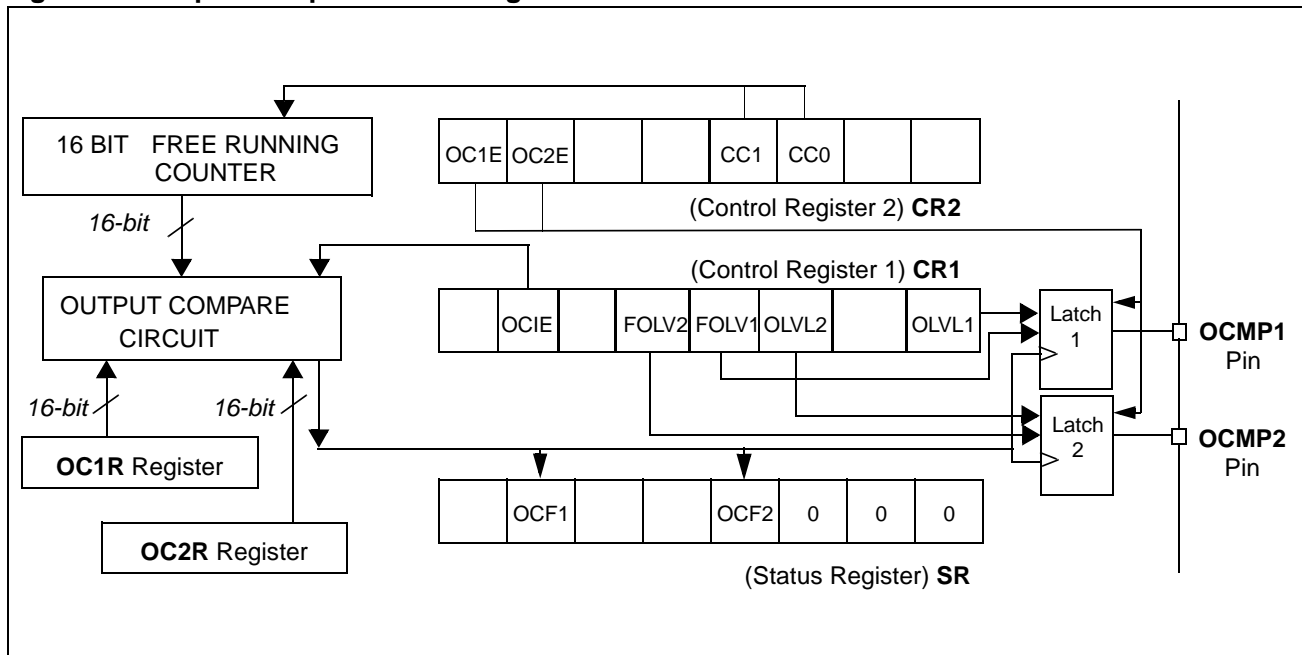 16 BIT FREE RUNNING
COUNTER
OC1E OC2E CC1 CC0
(Control Register 2) CR2
16-bit
(Control Register 1) CR1
OUTPUT COMPARE
CIRCUIT
OCIE FOLV2 FOLV1 OLVL2 OLVL1
Latch
1
OCMP1
Pin
16-bit 16-bit
Latch
2
OCMP2
Pin
OC1R Register
OCF1 OCF2 0 0 0
OC2R Register
(Status Register) SR